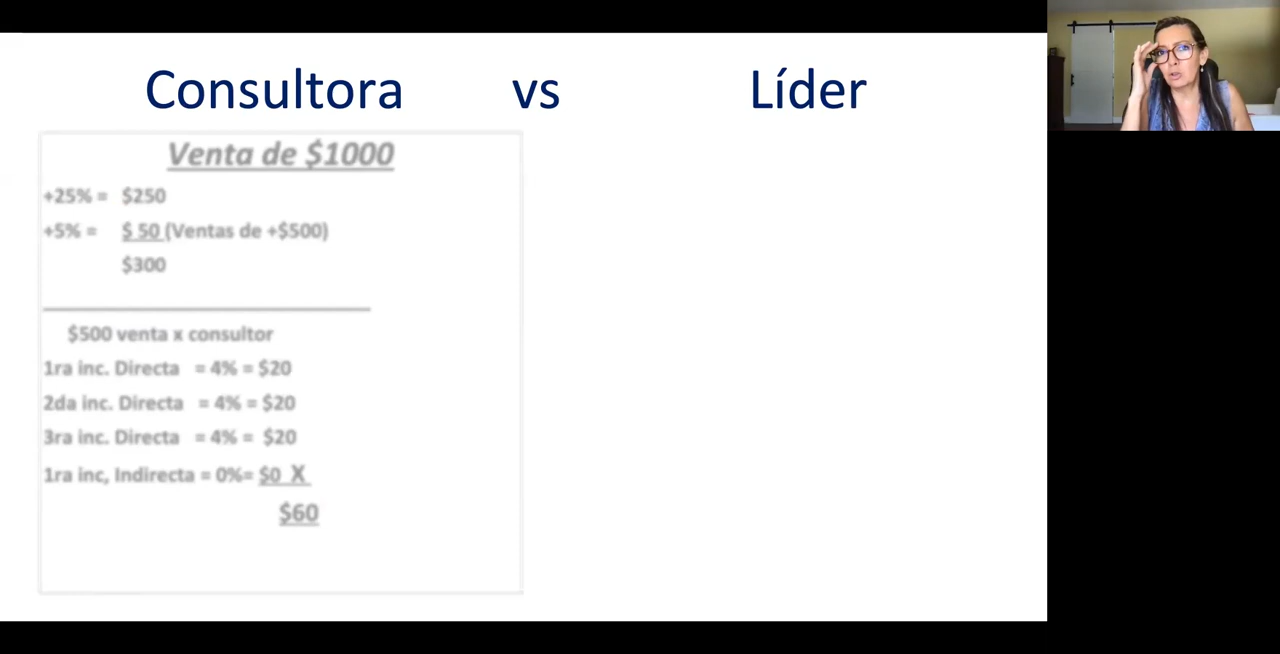 Consultora vs Líder
Venta de $1000
+25% = $250
+5% = $ 50 (Ventas de +$500)
$300
$500 venta x consultor
1ra inc. Directa = 4% = $20
2da inc. Directa = 4% = $20
3ra inc. Directa = 4% = $20
1ra inc, Indirecta = 0%= $0 X
$60